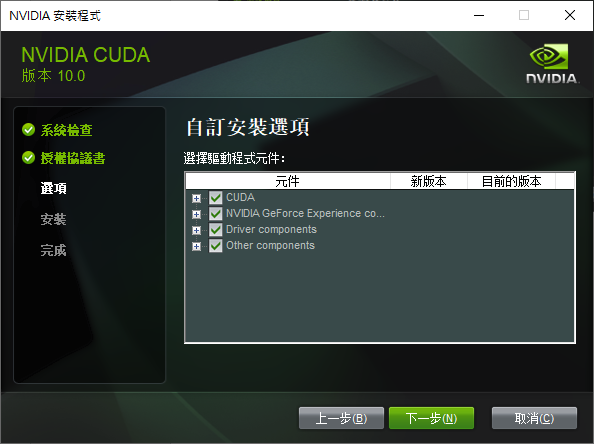 NVIDIA 安裝程式
NVIDIA CUDA
版本 10.0
NVIDIA.
系統檢查
授權協議書
選項
安裝
完成
自訂安裝選項
選擇驅動程式元件:
元件 新版本 目前的版本
CUDA
NVIDIA GeForce Experience co...
Driver components
Other components
上一步(B) 下一步(N) 取消(C)